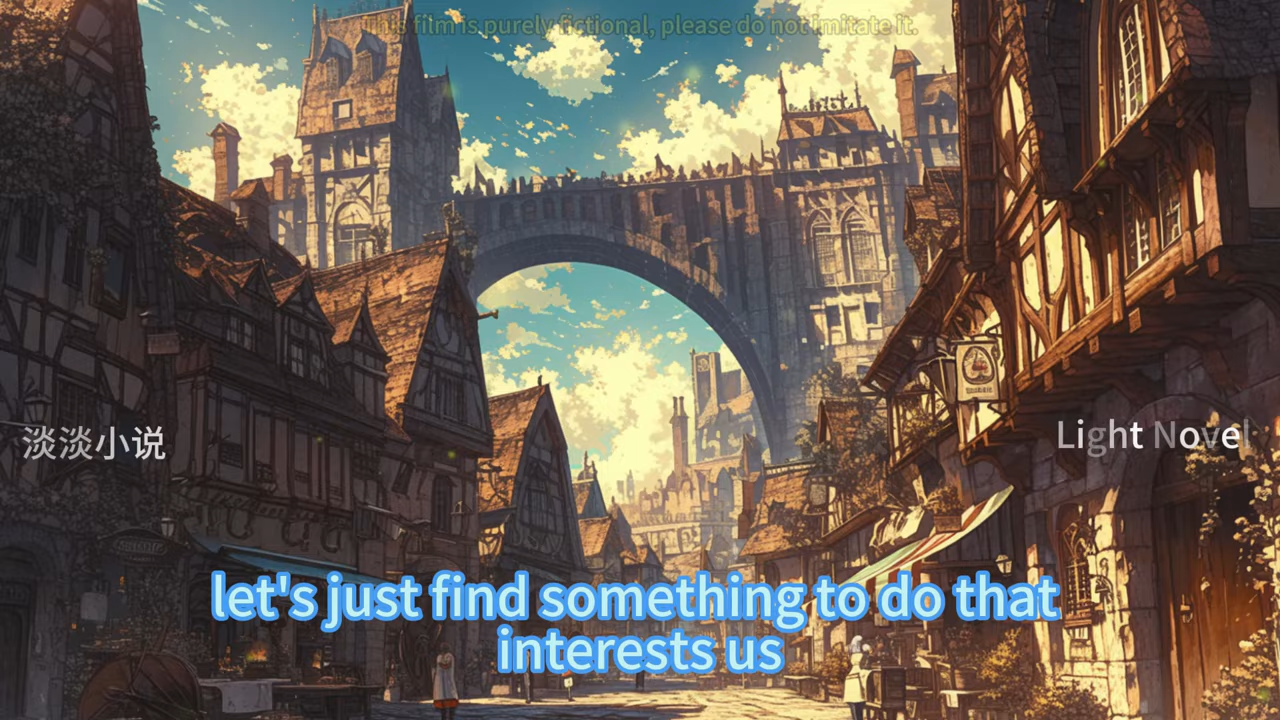 This film is purely fictional, please do not imitate it.
淡淡小说
Light Novel
let's just find something to do that
interests us